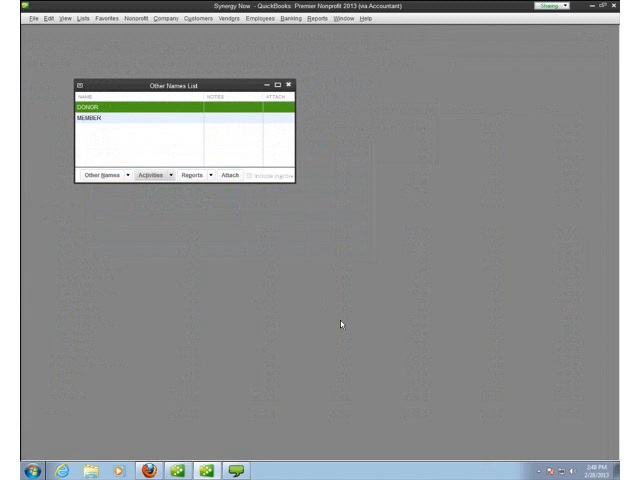 Synergy Now - QuickBooks: Premier Nonprofit 2013 (via Accountant)
Sharing
File Edit View Lists Favorites Nonprofit Company Customers Vendors Employees Banking Reports Window Help
Other Names List
NAME NOTES ATTACH
DONOR
MEMBER
Other Names Activities Reports Attach Include inactive
2:48 PM
2/28/2013